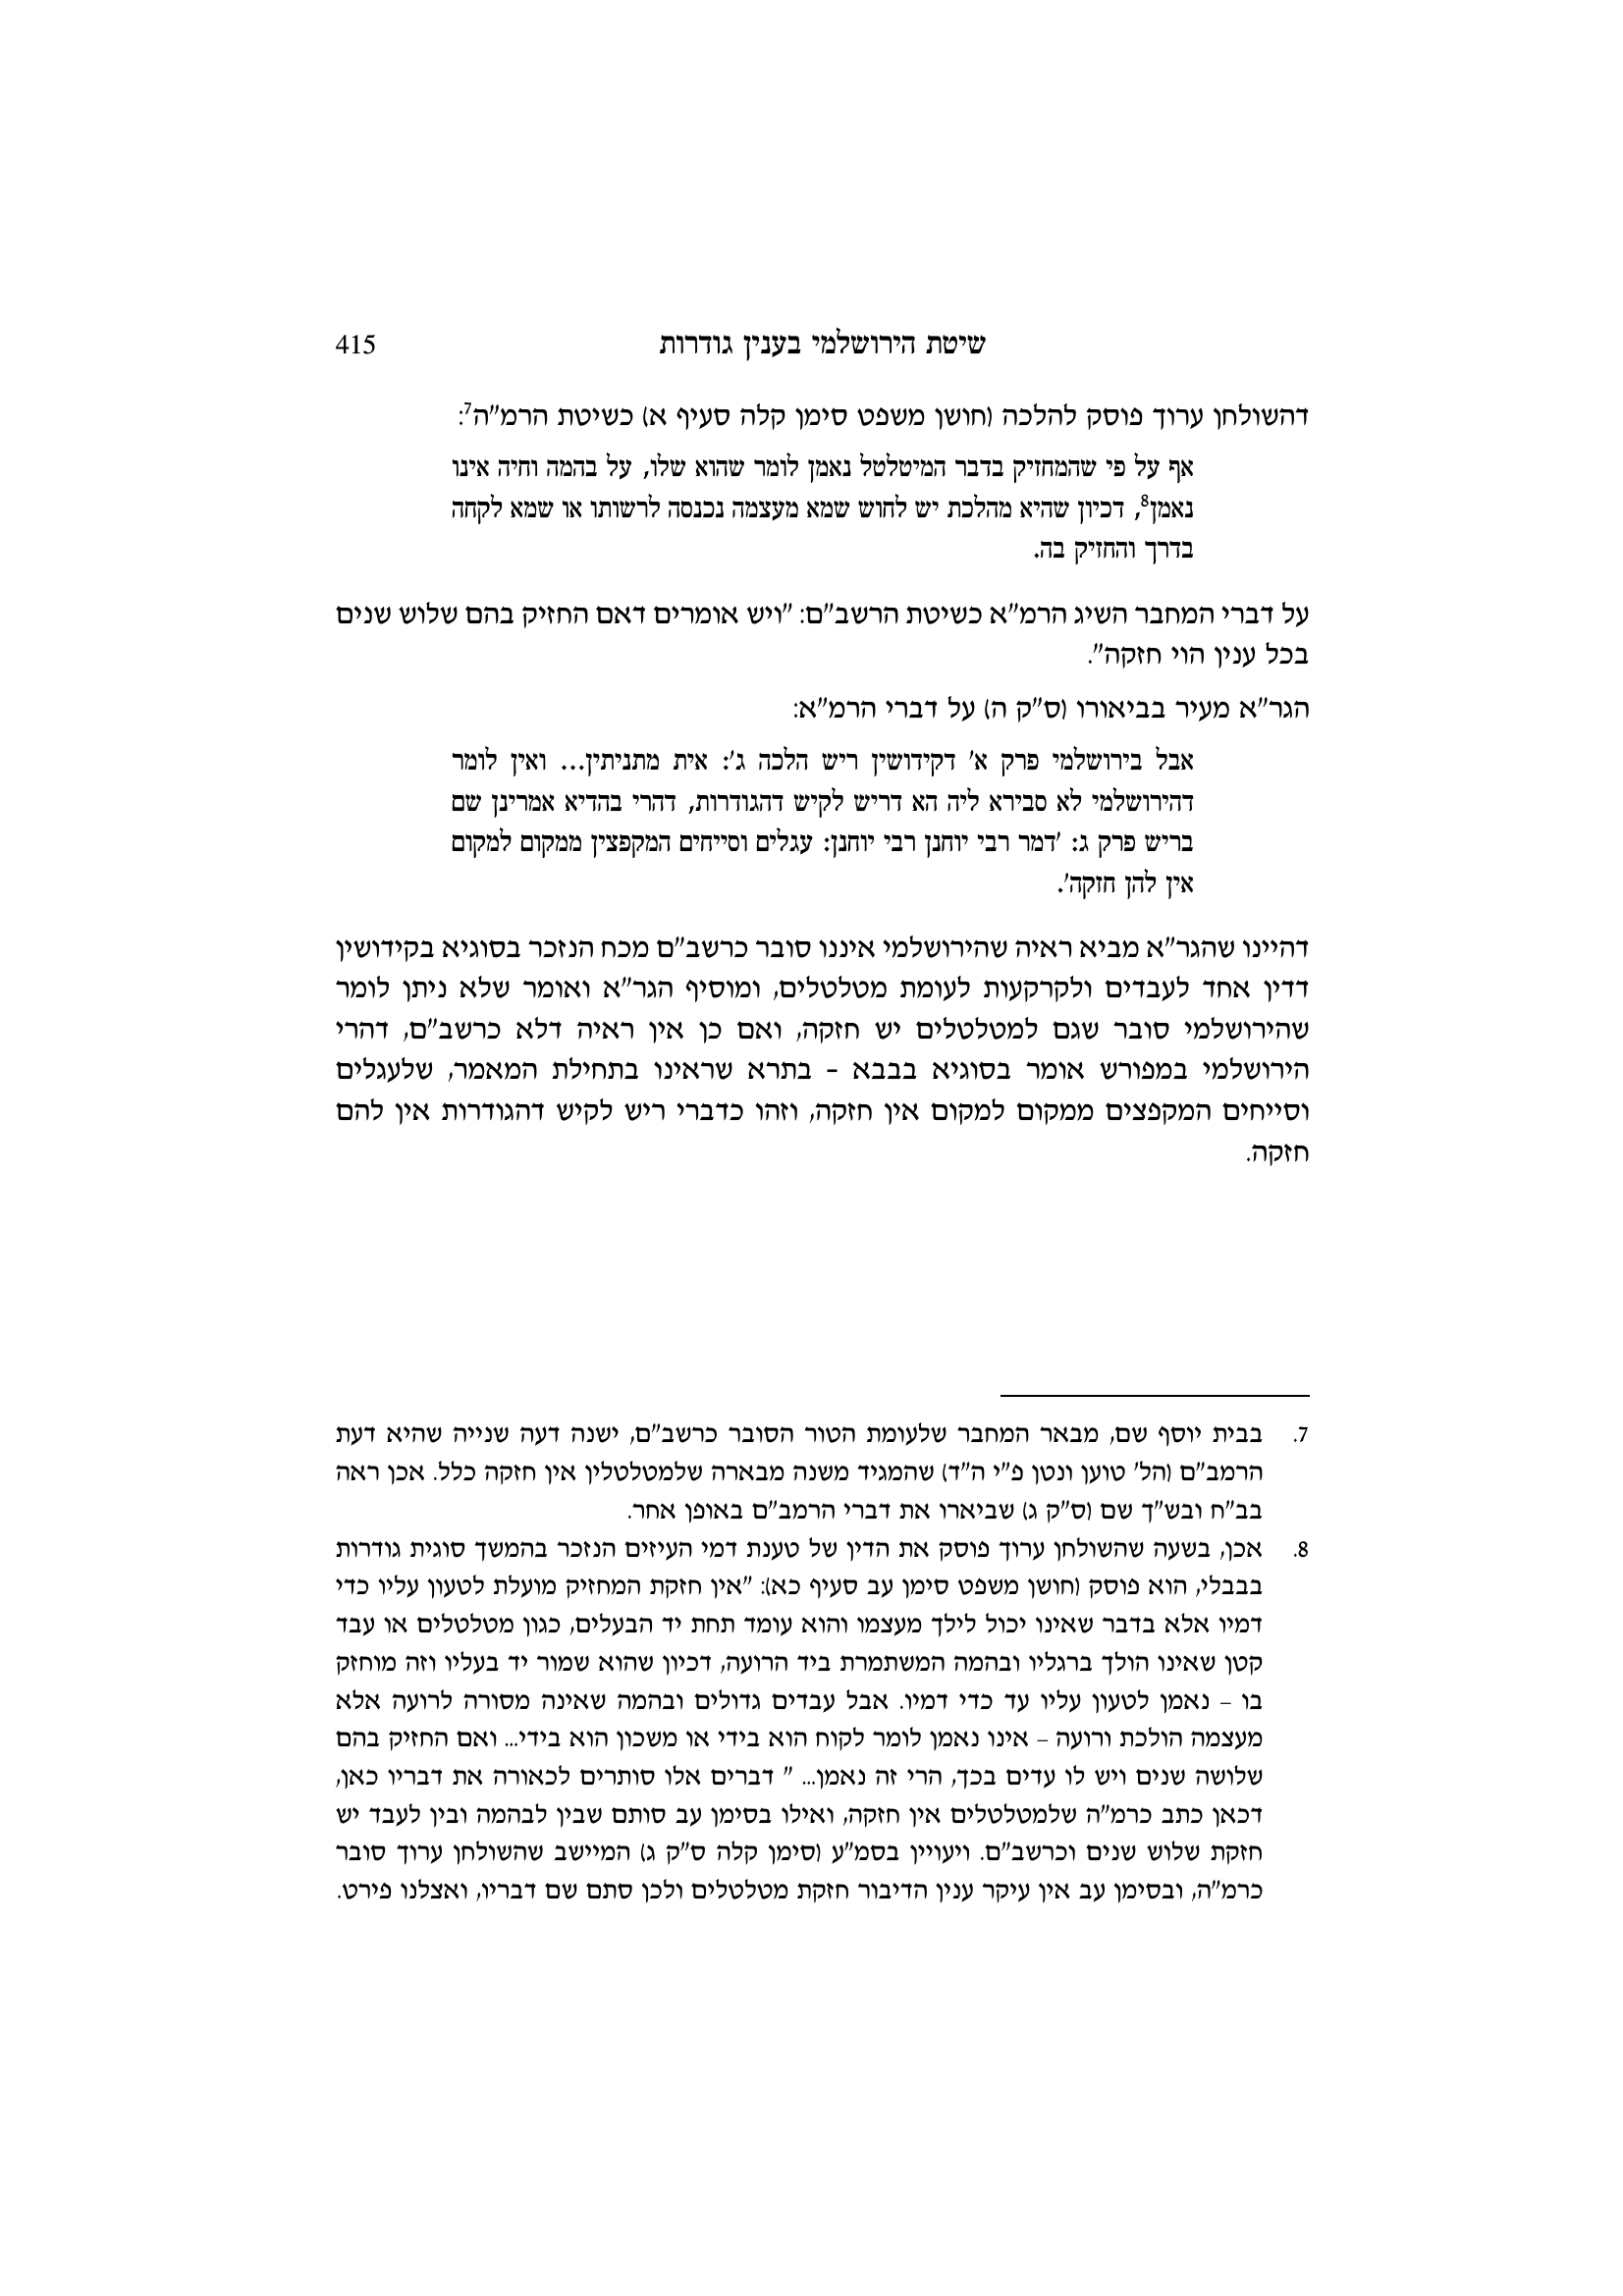 שיטת הירושלמי בענין גודרות 415
דהשולחן ערוך פוסק להלכה (חושן משפט סימן קלה סעיף א) כשיטת הרמ"ה7:
אף על פי שהמחזיק בדבר המיטלטל נאמן לומר שהוא שלו, על בהמה וחיה אינו
נאמן8, דכיון שהיא מהלכת יש לחוש שמא מעצמה נכנסה לרשותו או שמא לקחה
בדרך והחזיק בה.
על דברי המחבר השיג הרמ"א כשיטת הרשב"ם: "ויש אומרים דאם החזיק בהם שלוש שנים
בכל ענין הוי חזקה".
הגר"א מעיר בביאורו (ס"ק ה) על דברי הרמ"א:
אבל בירושלמי פרק א' דקידושין ריש הלכה ג': אית מתניתין... ואין לומר
דהירושלמי לא סבירא ליה הא דריש לקיש דהגודרות, דהרי בהדיא אמרינן שם
בריש פרק ג: 'דמר רבי יוחנן רבי יוחנן: עגלים וסייחים המקפצין ממקום למקום
אין להן חזקה'.
דהיינו שהגר"א מביא ראיה שהירושלמי איננו סובר כרשב"ם מכח הנזכר בסוגיא בקידושין
דדין אחד לעבדים ולקרקעות לעומת מטלטלים, ומוסיף הגר"א ואומר שלא ניתן לומר
שהירושלמי סובר שגם למטלטלים יש חזקה, ואם כן אין ראיה דלא כרשב"ם, דהרי
הירושלמי במפורש אומר בסוגיא בבבא - בתרא שראינו בתחילת המאמר, שלעגלים
וסייחים המקפצים ממקום למקום אין חזקה, וזהו כדברי ריש לקיש דהגודרות אין להם
חזקה.
7. בבית יוסף שם, מבאר המחבר שלעומת הטור הסובר כרשב"ם, ישנה דעה שנייה שהיא דעת
הרמב"ם (הל' טוען ונטן פ"י ה"ד) שהמגיד משנה מבארה שלמטלטלין אין חזקה כלל. אכן ראה
בב"ח ובש"ך שם (ס"ק ג) שביארו את דברי הרמב"ם באופן אחר.
8. אכן, בשעה שהשולחן ערוך פוסק את הדין של טענת דמי העיזים הנזכר בהמשך סוגית גודרות
בבבלי, הוא פוסק (חושן משפט סימן עב סעיף כא): "אין חזקת המחזיק מועלת לטעון עליו כדי
דמיו אלא בדבר שאינו יכול לילך מעצמו והוא עומד תחת יד הבעלים, כגון מטלטלים או עבד
קטן שאינו הולך ברגליו ובהמה המשתמרת ביד הרועה, דכיון שהוא שמור יד בעליו וזה מוחזק
בו – נאמן לטעון עליו עד כדי דמיו. אבל עבדים גדולים ובהמה שאינה מסורה לרועה אלא
מעצמה הולכת ורועה – אינו נאמן לומר לקוח הוא בידי או משכון הוא בידי... ואם החזיק בהם
שלושה שנים ויש לו עדים בכך, הרי זה נאמן... " דברים אלו סותרים לכאורה את דבריו כאן,
דכאן כתב כרמ"ה שלמטלטלים אין חזקה, ואילו בסימן עב סותם שבין לבהמה ובין לעבד יש
חזקת שלוש שנים וכרשב"ם. ויעויין בסמ"ע (סימן קלה ס"ק ג) המיישב שהשולחן ערוך סובר
כרמ"ה, ובסימן עב אין עיקר ענין הדיבור חזקת מטלטלים ולכן סתם שם דבריו, ואצלנו פירט.